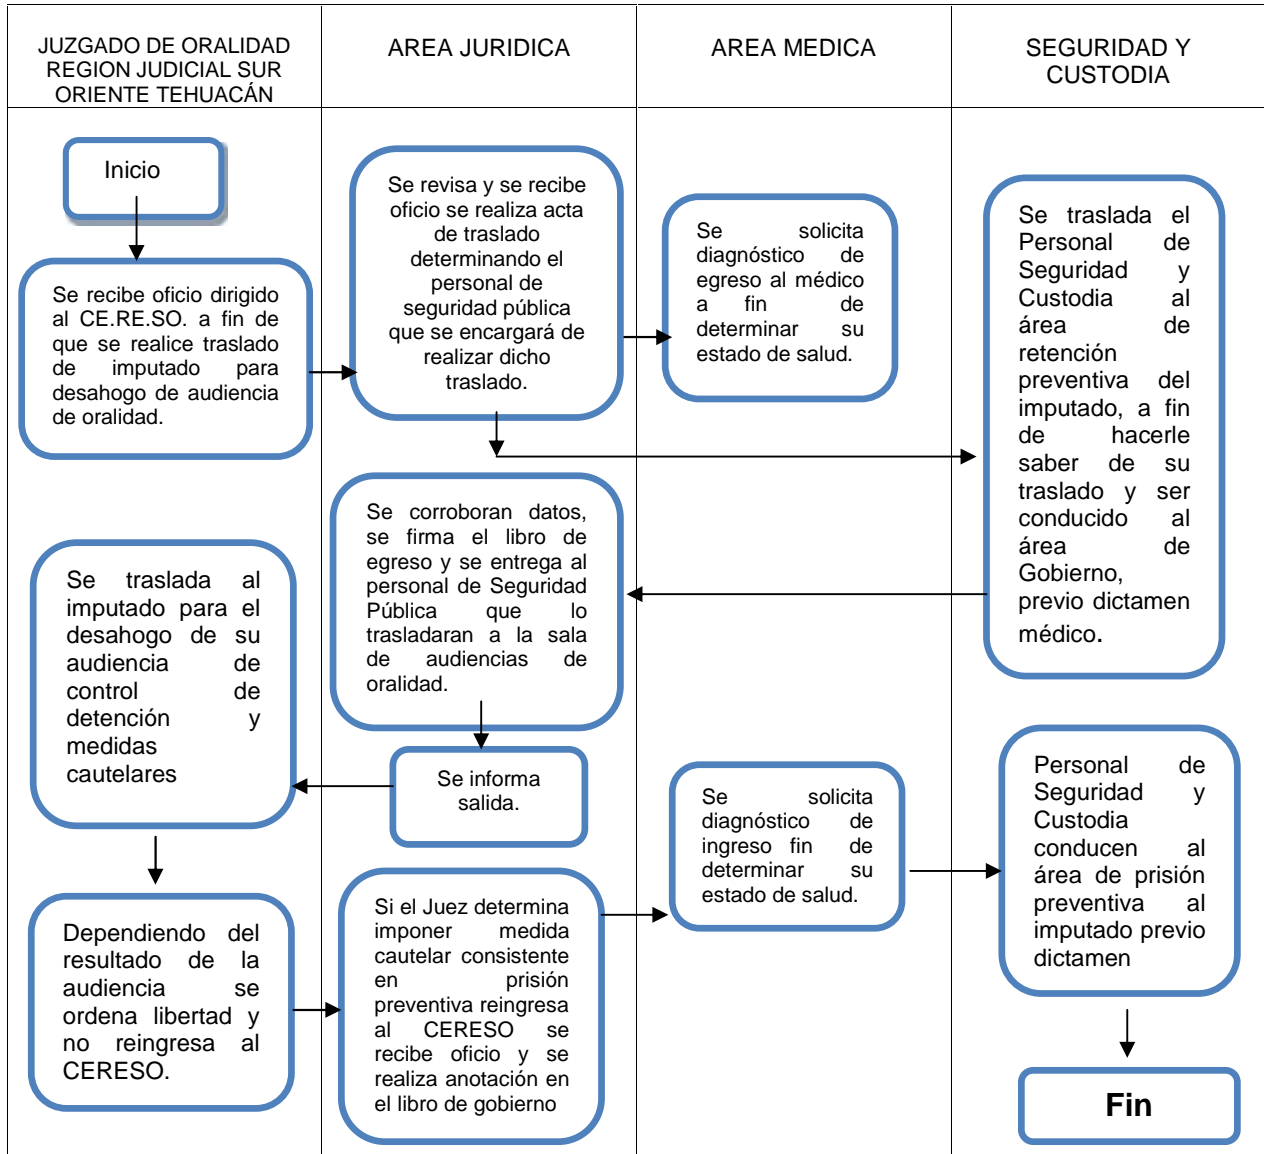 JUZGADO DE ORALIDAD
REGION JUDICIAL SUR
ORIENTE TEHUACÁN
AREA JURIDICA
AREA MEDICA
SEGURIDAD Y
CUSTODIA
Inicio
Se recibe oficio dirigido
al CE.RE.SO. a fin de
que se realice traslado
de imputado para
desahogo de audiencia
de oralidad.
Se revisa y se recibe
oficio se realiza acta
de traslado
determinando el
personal de
seguridad pública
que se encargará de
realizar dicho
traslado.
Se solicita
diagnóstico de
egreso al médico
a fin de
determinar su
estado de salud.
Se traslada el
Personal de
Seguridad y
Custodia al
área de
retención
preventiva del
imputado, a fin
de hacerle
saber de su
traslado y ser
conducido al
área de
Gobierno,
previo dictamen
médico.
Se corroboran datos,
se firma el libro de
egreso y se entrega al
personal de Seguridad
Pública que lo
trasladaran a la sala
de audiencias de
oralidad.
Se informa
salida.
Se traslada al
imputado para el
desahogo de su
audiencia de
control de
detención y
medidas
cautelares
Dependiendo del
resultado de la
audiencia se
ordena libertad y
no reingresa al
CERESO.
Si el Juez determina
imponer medida
cautelar consistente
en prisión
preventiva reingresa
al CERESO se
recibe oficio y se
realiza anotación en
el libro de gobierno
Se solicita
diagnóstico de
ingreso fin de
determinar su
estado de salud.
Personal de
Seguridad y
Custodia
conducen al
área de prisión
preventiva al
imputado previo
dictamen
Fin